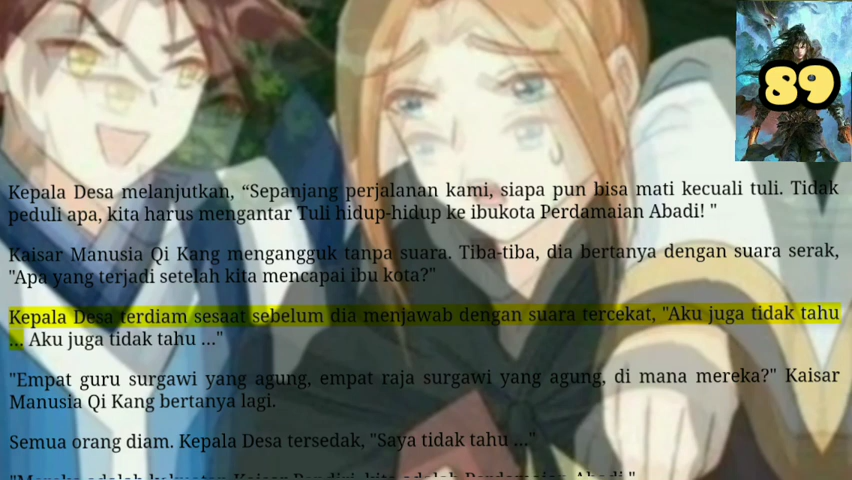 89
Kepala Desa melanjutkan, “Sepanjang perjalanan kami, siapa pun bisa mati kecuali tuli. Tidak
peduli apa, kita harus mengantar Tuli hidup-hidup ke ibukota Perdamaian Abadi! "
Kaisar Manusia Qi Kang mengangguk tanpa suara. Tiba-tiba, dia bertanya dengan suara serak,
"Apa yang terjadi setelah kita mencapai ibu kota?"
Kepala Desa terdiam sesaat sebelum dia menjawab dengan suara tercekat, "Aku juga tidak tahu
... Aku juga tidak tahu ..."
"Empat guru surgawi yang agung, empat raja surgawi yang agung, di mana mereka?" Kaisar
Manusia Qi Kang bertanya lagi.
Semua orang diam. Kepala Desa tersedak, "Saya tidak tahu ..."